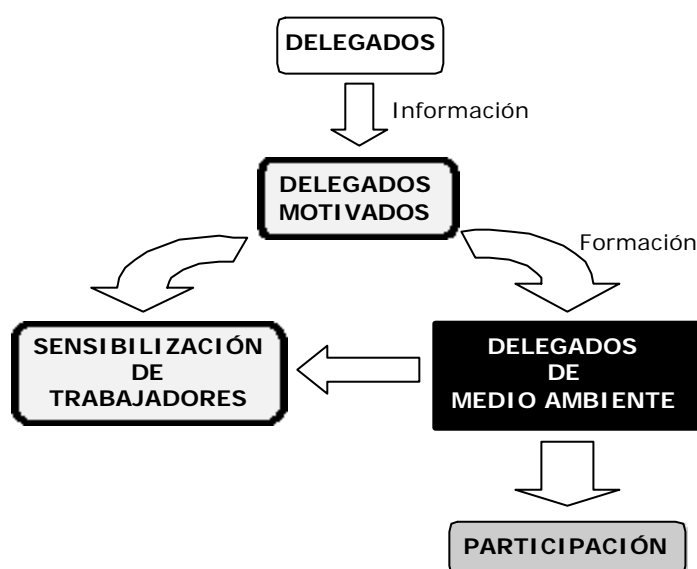 DELEGADOS
Información
DELEGADOS
MOTIVADOS
Formación
SENSIBILIZACIÓN
DE
TRABAJADORES
DELEGADOS
DE
MEDIO AMBIENTE
PARTICIPACIÓN